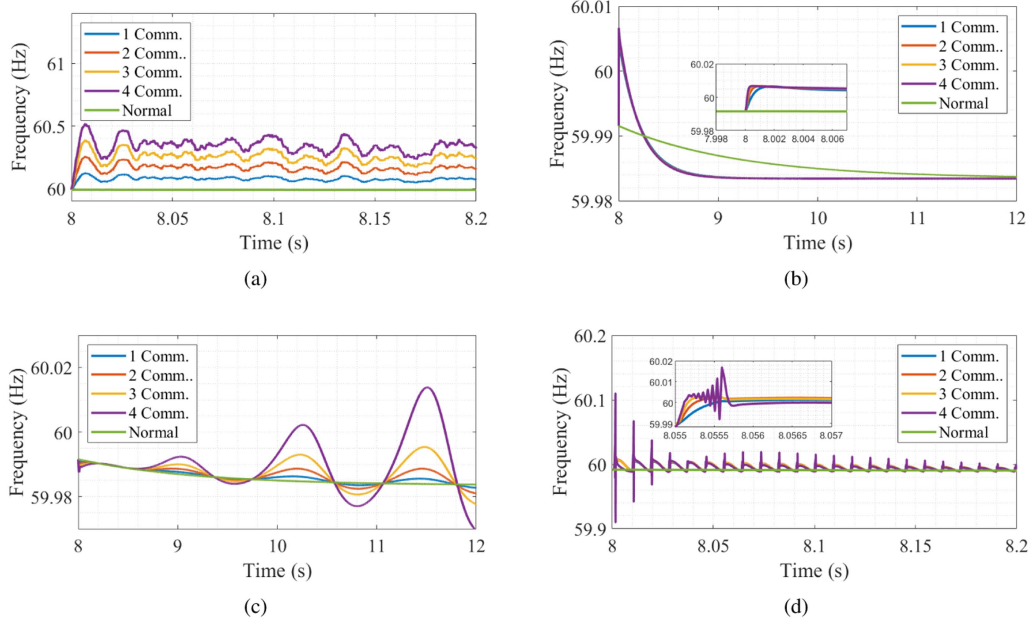 61
60.5
60
Frequency (Hz)
1 Comm.
2 Comm..
3 Comm.
4 Comm.
Normal
8
8.05
8.1
8.15
8.2
Time (s)
(a)
60.01
60
59.99
59.98
Frequency (Hz)
60.02
60
59.98
7.998
8
8.002
8.004
8.006
1 Comm.
2 Comm..
3 Comm.
4 Comm.
Normal
8
9
10
11
12
Time (s)
(b)
60.02
60
59.98
Frequency (Hz)
1 Comm.
2 Comm..
3 Comm.
4 Comm.
Normal
8
9
10
11
12
Time (s)
(c)
60.2
60.1
60
59.9
Frequency (Hz)
60.02
60.01
60
59.99
59.98
8.055
8.0555
8.056
8.0565
8.057
1 Comm.
2 Comm..
3 Comm.
4 Comm.
Normal
8
8.05
8.1
8.15
8.2
Time (s)
(d)